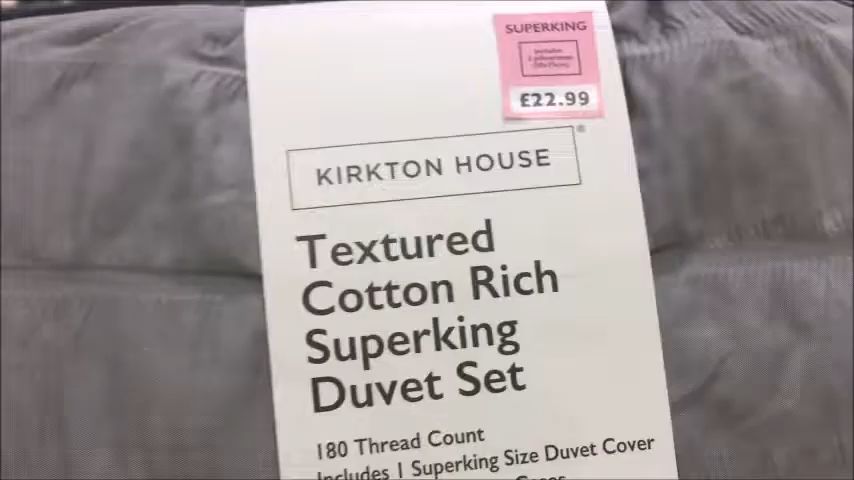 SUPERKING
Includes
£22.99
KIRKTON HOUSE®
Textured
Cotton Rich
Superking
Duvet Set
180 Thread Count
Includes 1 Superking Size Duvet Cover